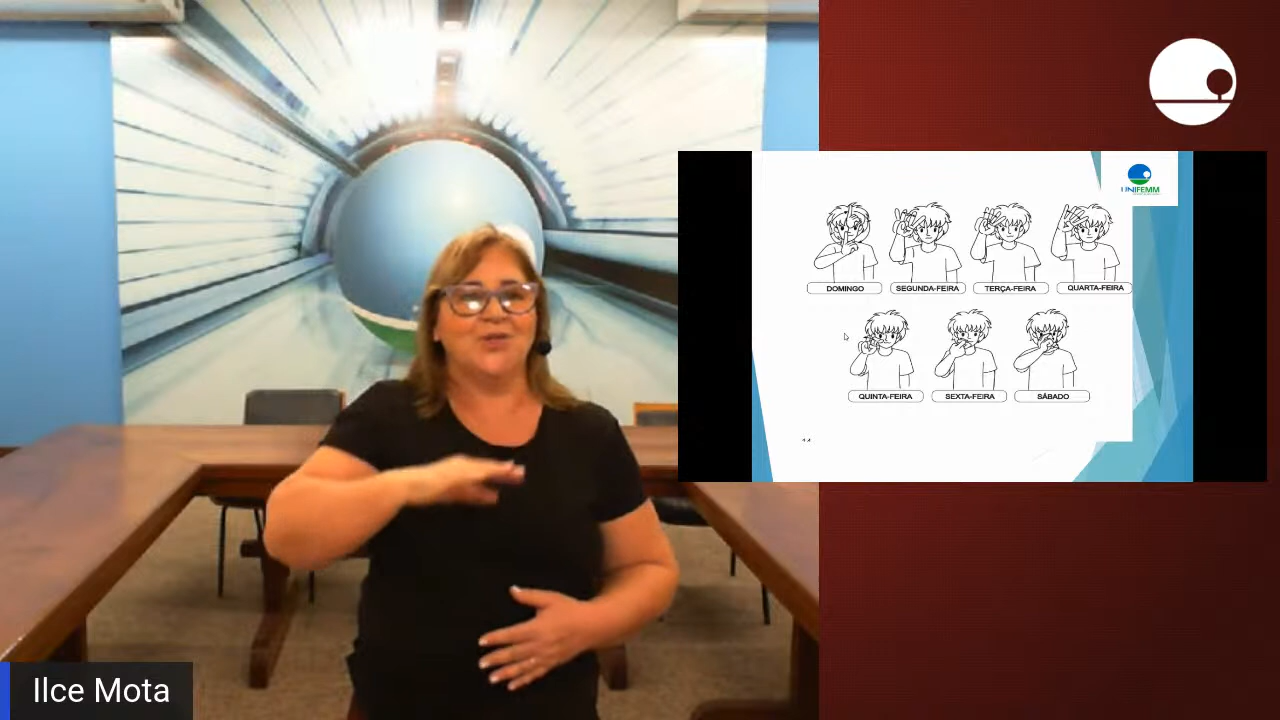 UNIFEMM
DOMINGO
SEGUNDA-FEIRA
TERÇA-FEIRA
QUARTA-FEIRA
QUINTA-FEIRA
SEXTA-FEIRA
SÁBADO
Ilce Mota